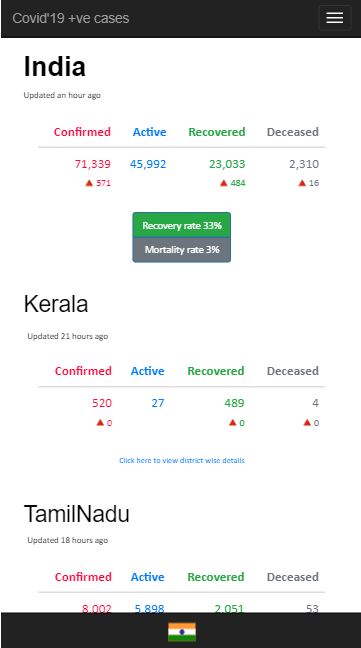 Covid'19 +ve cases
India
Updated an hour ago
Confirmed Active Recovered Deceased
71,339 45,992 23,033 2,310
▲ 571 ▲ 484 ▲ 16
Recovery rate 33%
Mortality rate 3%
Kerala
Updated 21 hours ago
Confirmed Active Recovered Deceased
520 27 489 4
▲ 0 ▲ 0 ▲ 0
Click here to view district wise details
TamilNadu
Updated 18 hours ago
Confirmed Active Recovered Deceased
8,002 5,898 2,051 53